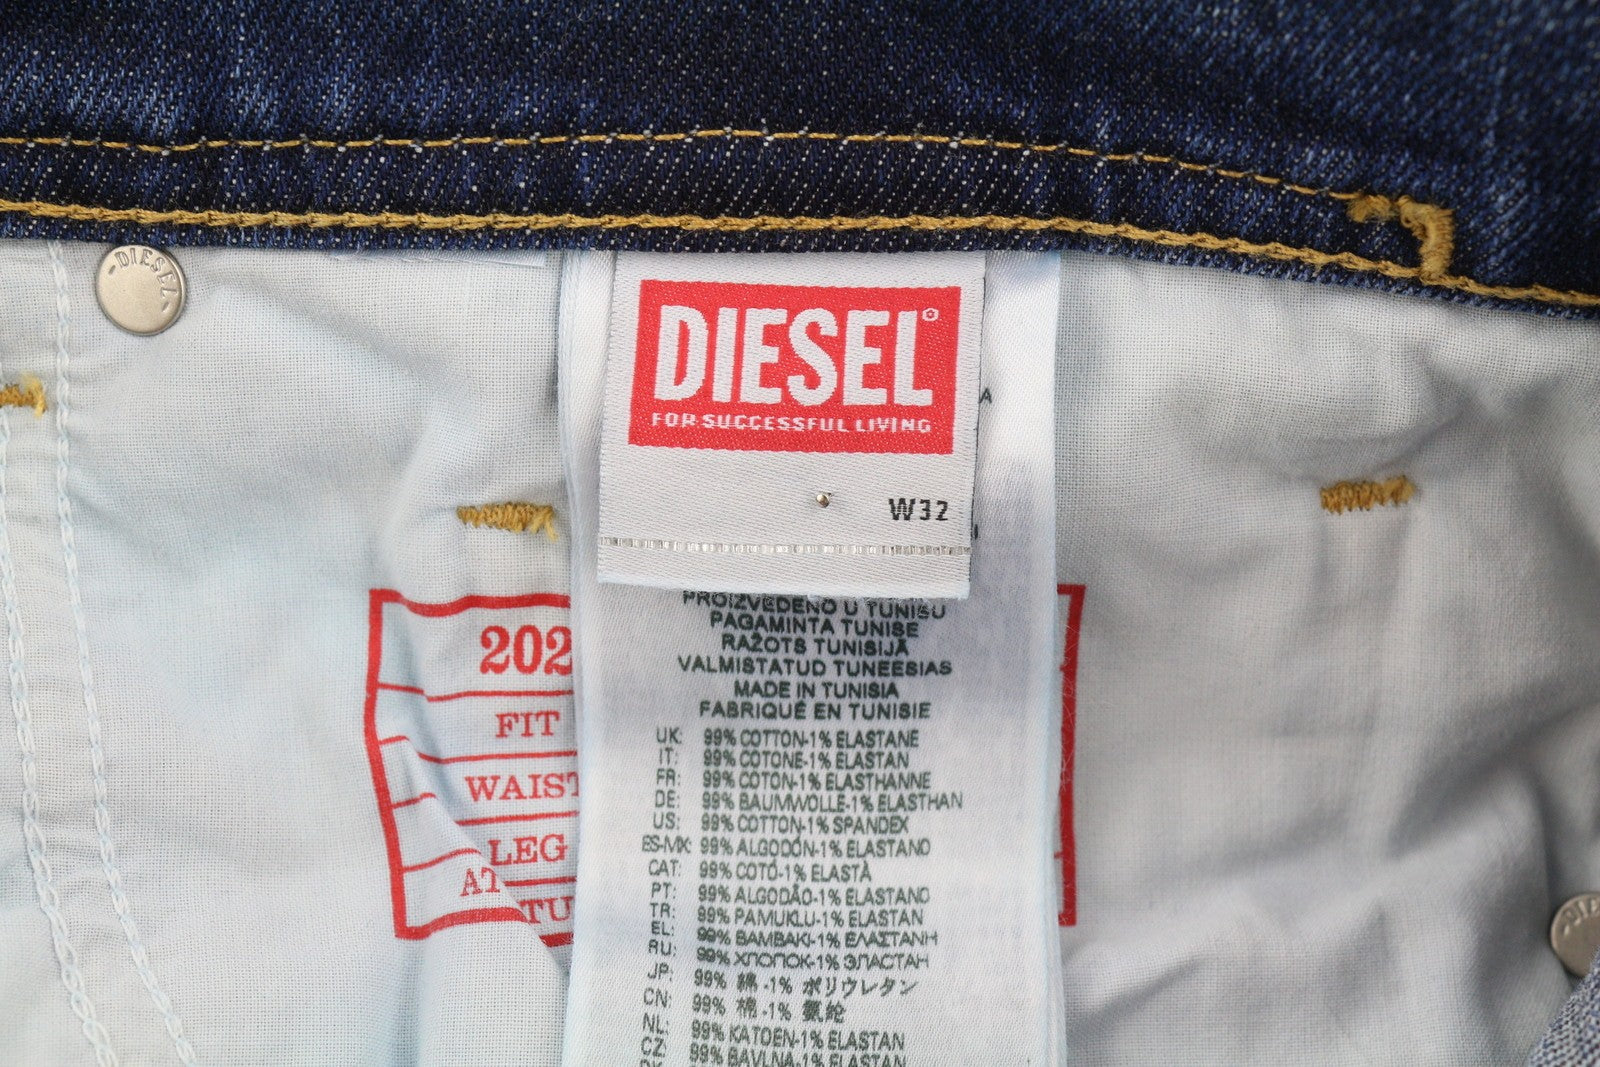 -DIESEL-
DIESEL
FOR SUCCESSFUL LIVING
W32
A
I
PROIZVEDENO U TUNISU
PAGAMINTA TUNISE
RAŽOTS TUNISIJĀ
VALMISTATUD TUNEESIAS
MADE IN TUNISIA
FABRIQUÉ EN TUNISIE
UK: 99% COTTON-1% ELASTANE
IT: 99% COTONE-1% ELASTAN
FR: 99% COTON-1% ELASTHANNE
DE: 99% BAUMWOLLE-1% ELASTHAN
US: 99% COTTON-1% SPANDEX
ES-MX: 99% ALGODÓN-1% ELASTANO
CAT: 99% COTÓ-1% ELASTÀ
PT: 99% ALGODÃO-1% ELASTANO
TR: 99% PAMUKLU-1% ELASTAN
EL: 99% ΒΑΜΒΑΚΙ-1% ΕΛΑΣΤΑΝΗ
RU: 99% ХЛОПОК-1% ЭЛАСТАН
JP: 99% 綿 -1% ポリウレタン
CN: 99% 棉 -1% 氨纶
NL: 99% KATOEN-1% ELASTAN
CZ: 99% BAVLNA-1% ELASTAN
202
FIT
WAIST
LEG
AT
TU